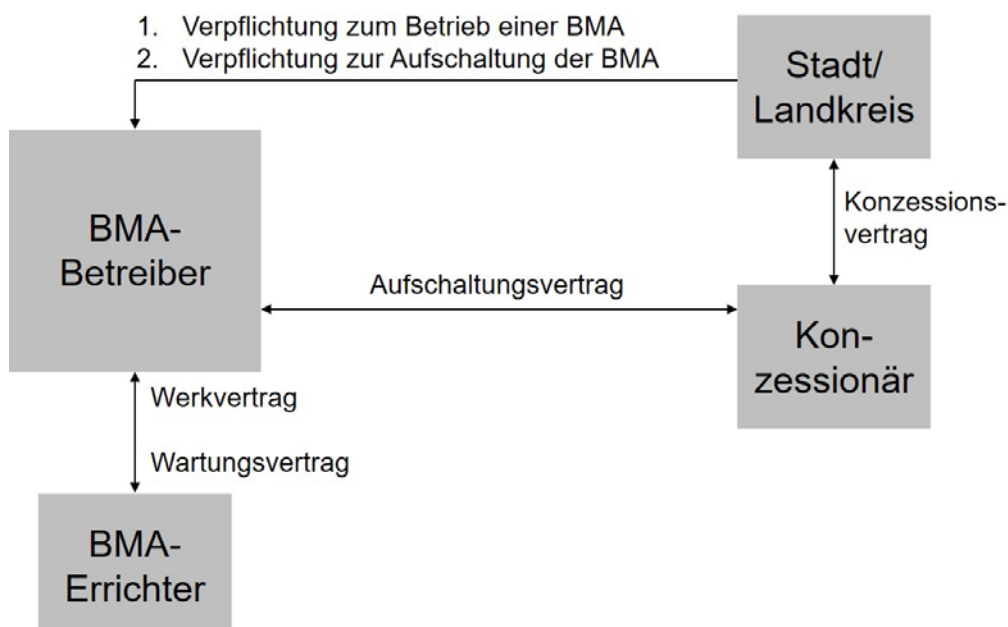 1. Verpflichtung zum Betrieb einer BMA
2. Verpflichtung zur Aufschaltung der BMA
Stadt/
Landkreis
BMA-
Betreiber
Konzessions-
vertrag
Aufschaltungsvertrag
Kon-
zessionär
Werkvertrag
Wartungsvertrag
BMA-
Errichter